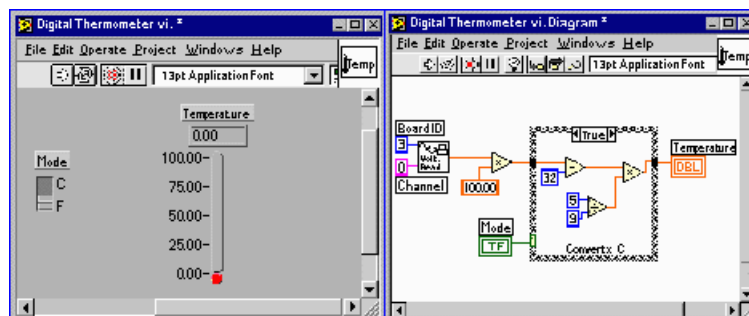 Digital Thermometer vi. *
File Edit Operate Project Windows Help
Temp
13pt Application Font
Temperature
0.00
Mode
C
F
100.00
75.00
50.00
25.00
0.00
Digital Thermometer vi. Diagram *
File Edit Operate Project Windows Help
Temp
13pt Application Font
Board ID
3
Volt
Read
0
Channel
100.00
True
32
5
9
Convert x C
Mode
TF
Temperature
DBL